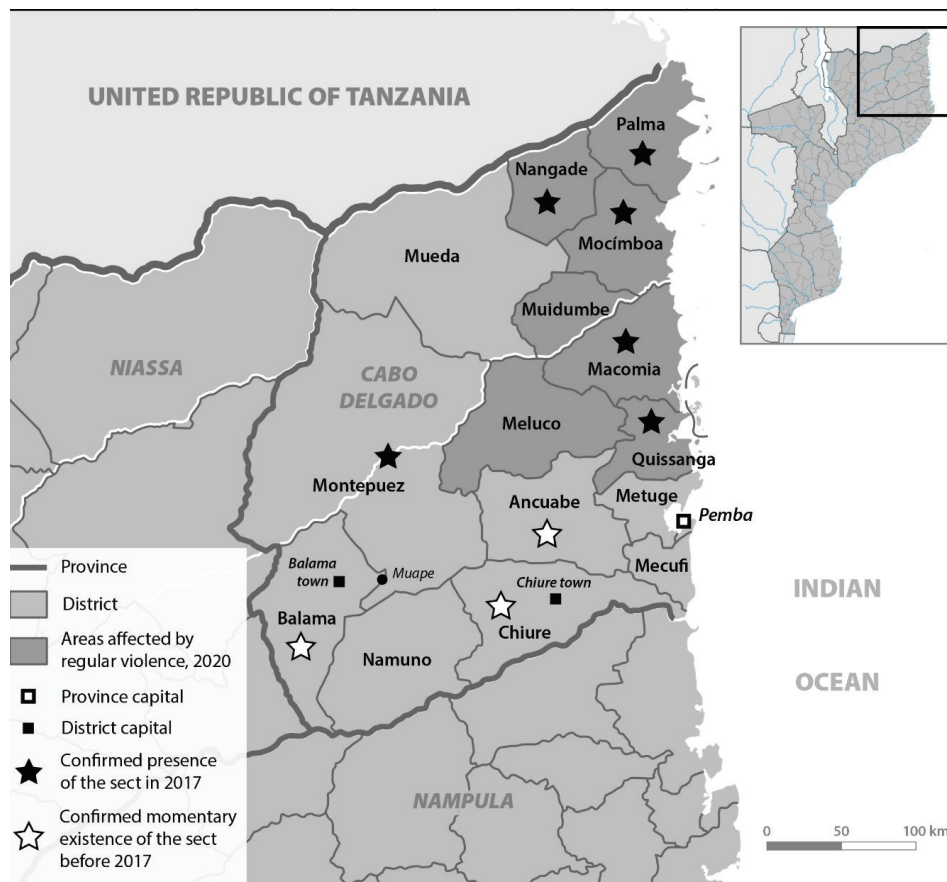 UNITED REPUBLIC OF TANZANIA
Palma
Nangade
Mocímboa
Mueda
Muidumbe
NIASSA
CABO
DELGADO
Macomia
Meluco
Quissanga
Montepuez
Ancuabe
Metuge
Pemba
Mecufi
Balama
town
Muape
Chiure town
Balama
Chiure
Namuno
INDIAN
OCEAN
NAMPULA
Province
District
Areas affected by
regular violence, 2020
Province capital
District capital
Confirmed presence
of the sect in 2017
Confirmed momentary
existence of the sect
before 2017
0 50 100 km